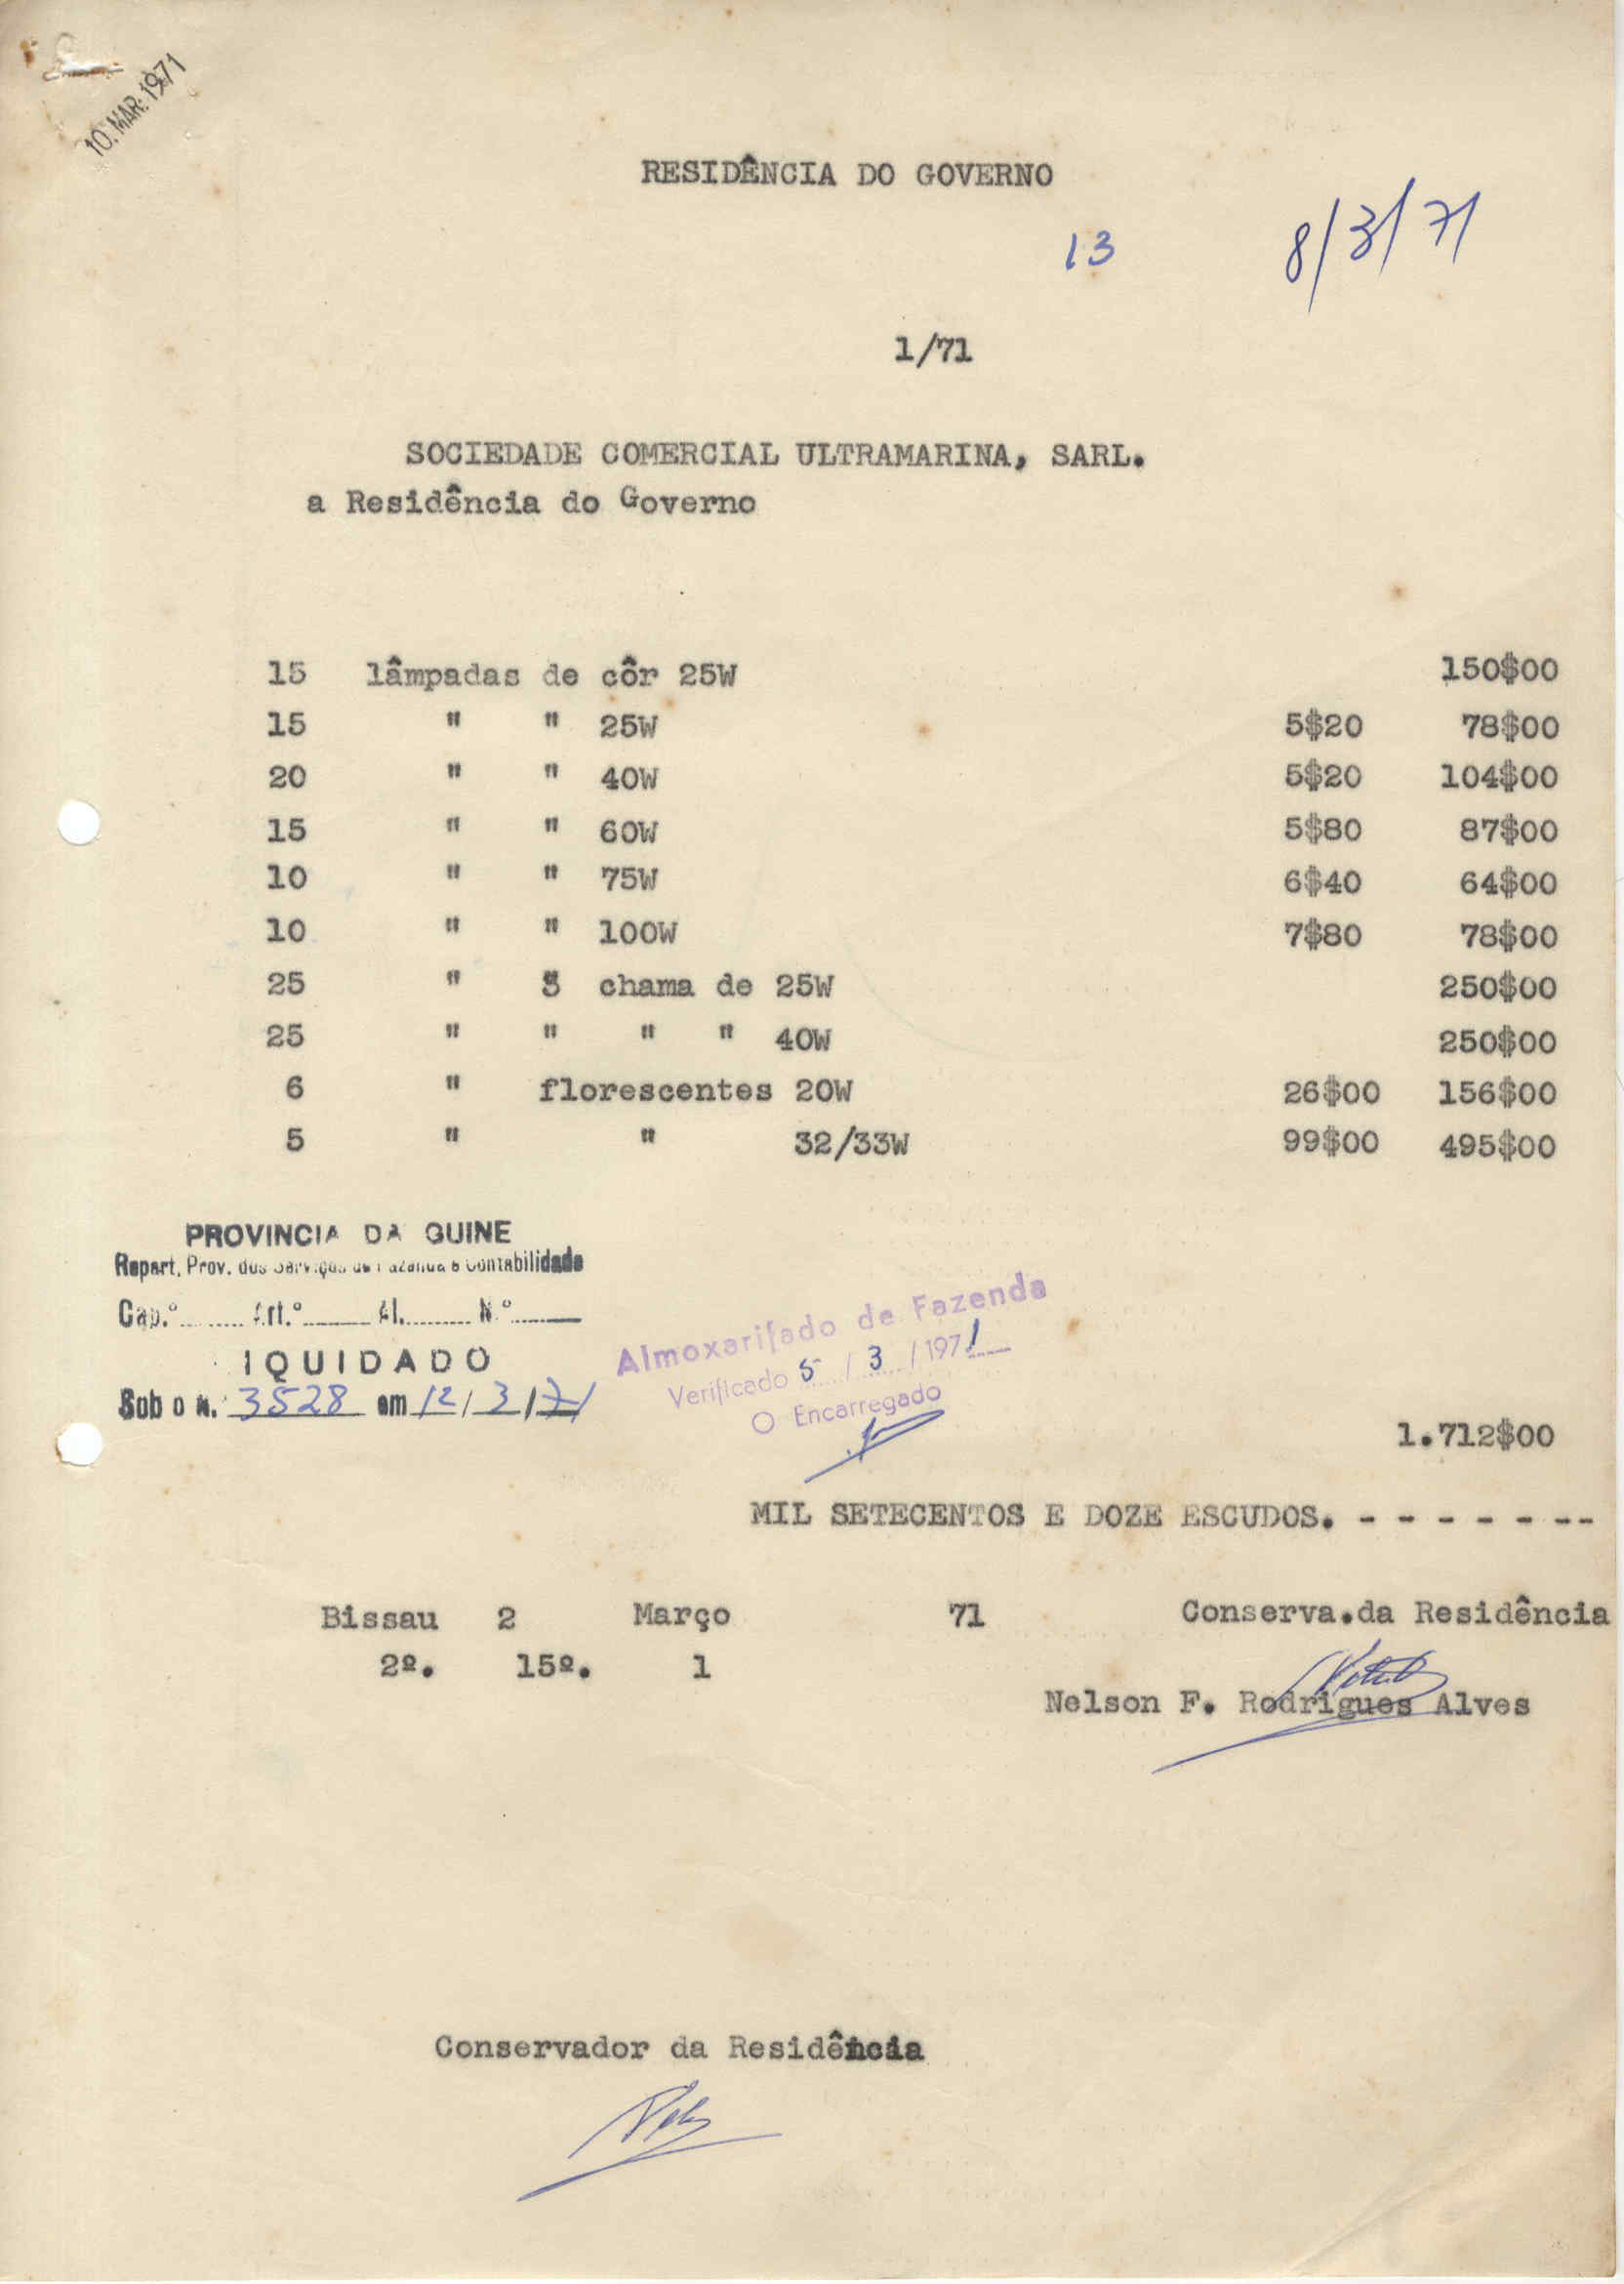 10. MAR. 1971
RESIDÊNCIA DO GOVERNO
13 8/3/71
1/71
SOCIEDADE COMERCIAL ULTRAMARINA, SARL.
a Residência do Governo
15 lâmpadas de côr 25W 150$00
15 " " 25W 5$20 78$00
20 " " 40W 5$20 104$00
15 " " 60W 5$80 87$00
10 " " 75W 6$40 64$00
10 " " 100W 7$80 78$00
25 " " chama de 25W 250$00
25 " " " " 40W 250$00
6 " florescentes 20W 26$00 156$00
5 " " 32/33W 99$00 495$00
PROVINCIA DA GUINE
Repart. Prov. dos Serviços de Fazenda e Contabilidade
Cap.º Art.º Al. N.º
IQUIDADO
Sob o n. 3528 em 12/3/71
Almoxarifado de Fazenda
Verificado 5 / 3 / 1971
O Encarregado
1.712$00
MIL SETECENTOS E DOZE ESCUDOS. - - - - - - --
Bissau 2 Março 71 Conserva.da Residência
2º. 15º. 1
Nelson F. Rodrigues Alves
Conservador da Residência